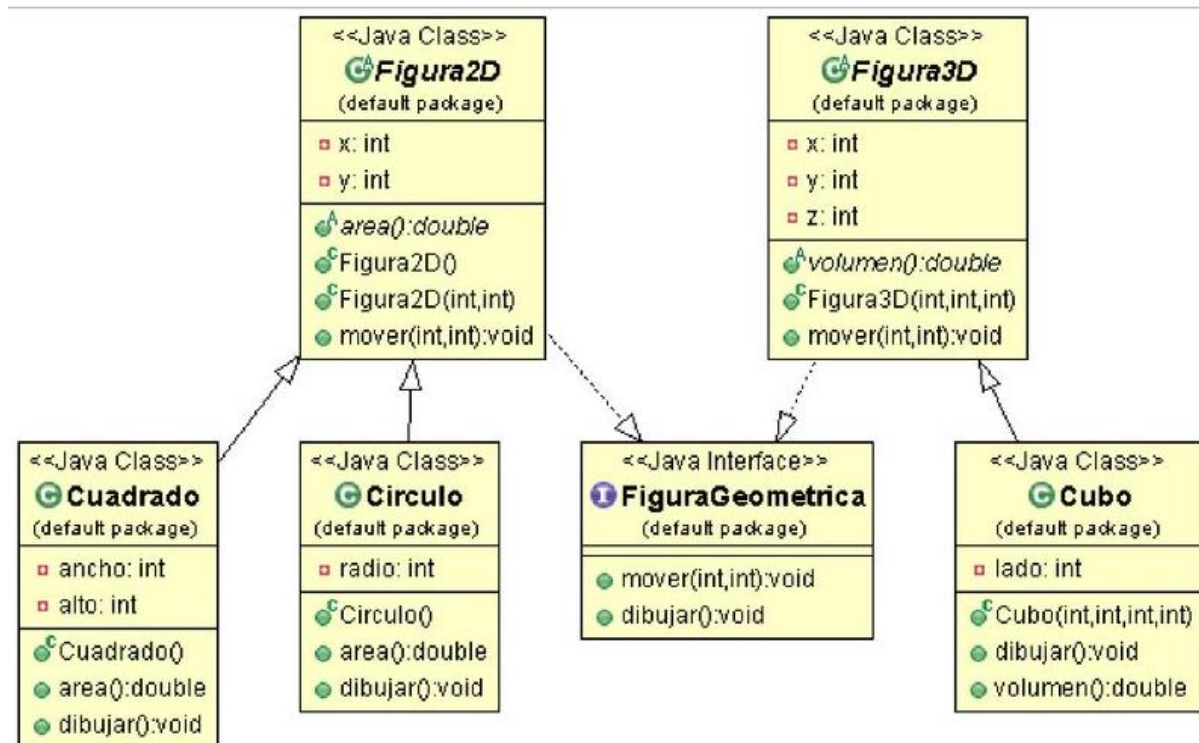 <<Java Class>>
Figura2D
(default package)
x: int
y: int
area():double
Figura2D()
Figura2D(int,int)
mover(int,int):void
<<Java Class>>
Figura3D
(default package)
x: int
y: int
z: int
volumen():double
Figura3D(int,int,int)
mover(int,int):void
<<Java Class>>
Cuadrado
(default package)
ancho: int
alto: int
Cuadrado()
area():double
dibujar():void
<<Java Class>>
Circulo
(default package)
radio: int
Circulo()
area():double
dibujar():void
<<Java Interface>>
FiguraGeometrica
(default package)
mover(int,int):void
dibujar():void
<<Java Class>>
Cubo
(default package)
lado: int
Cubo(int,int,int,int)
dibujar():void
volumen():double